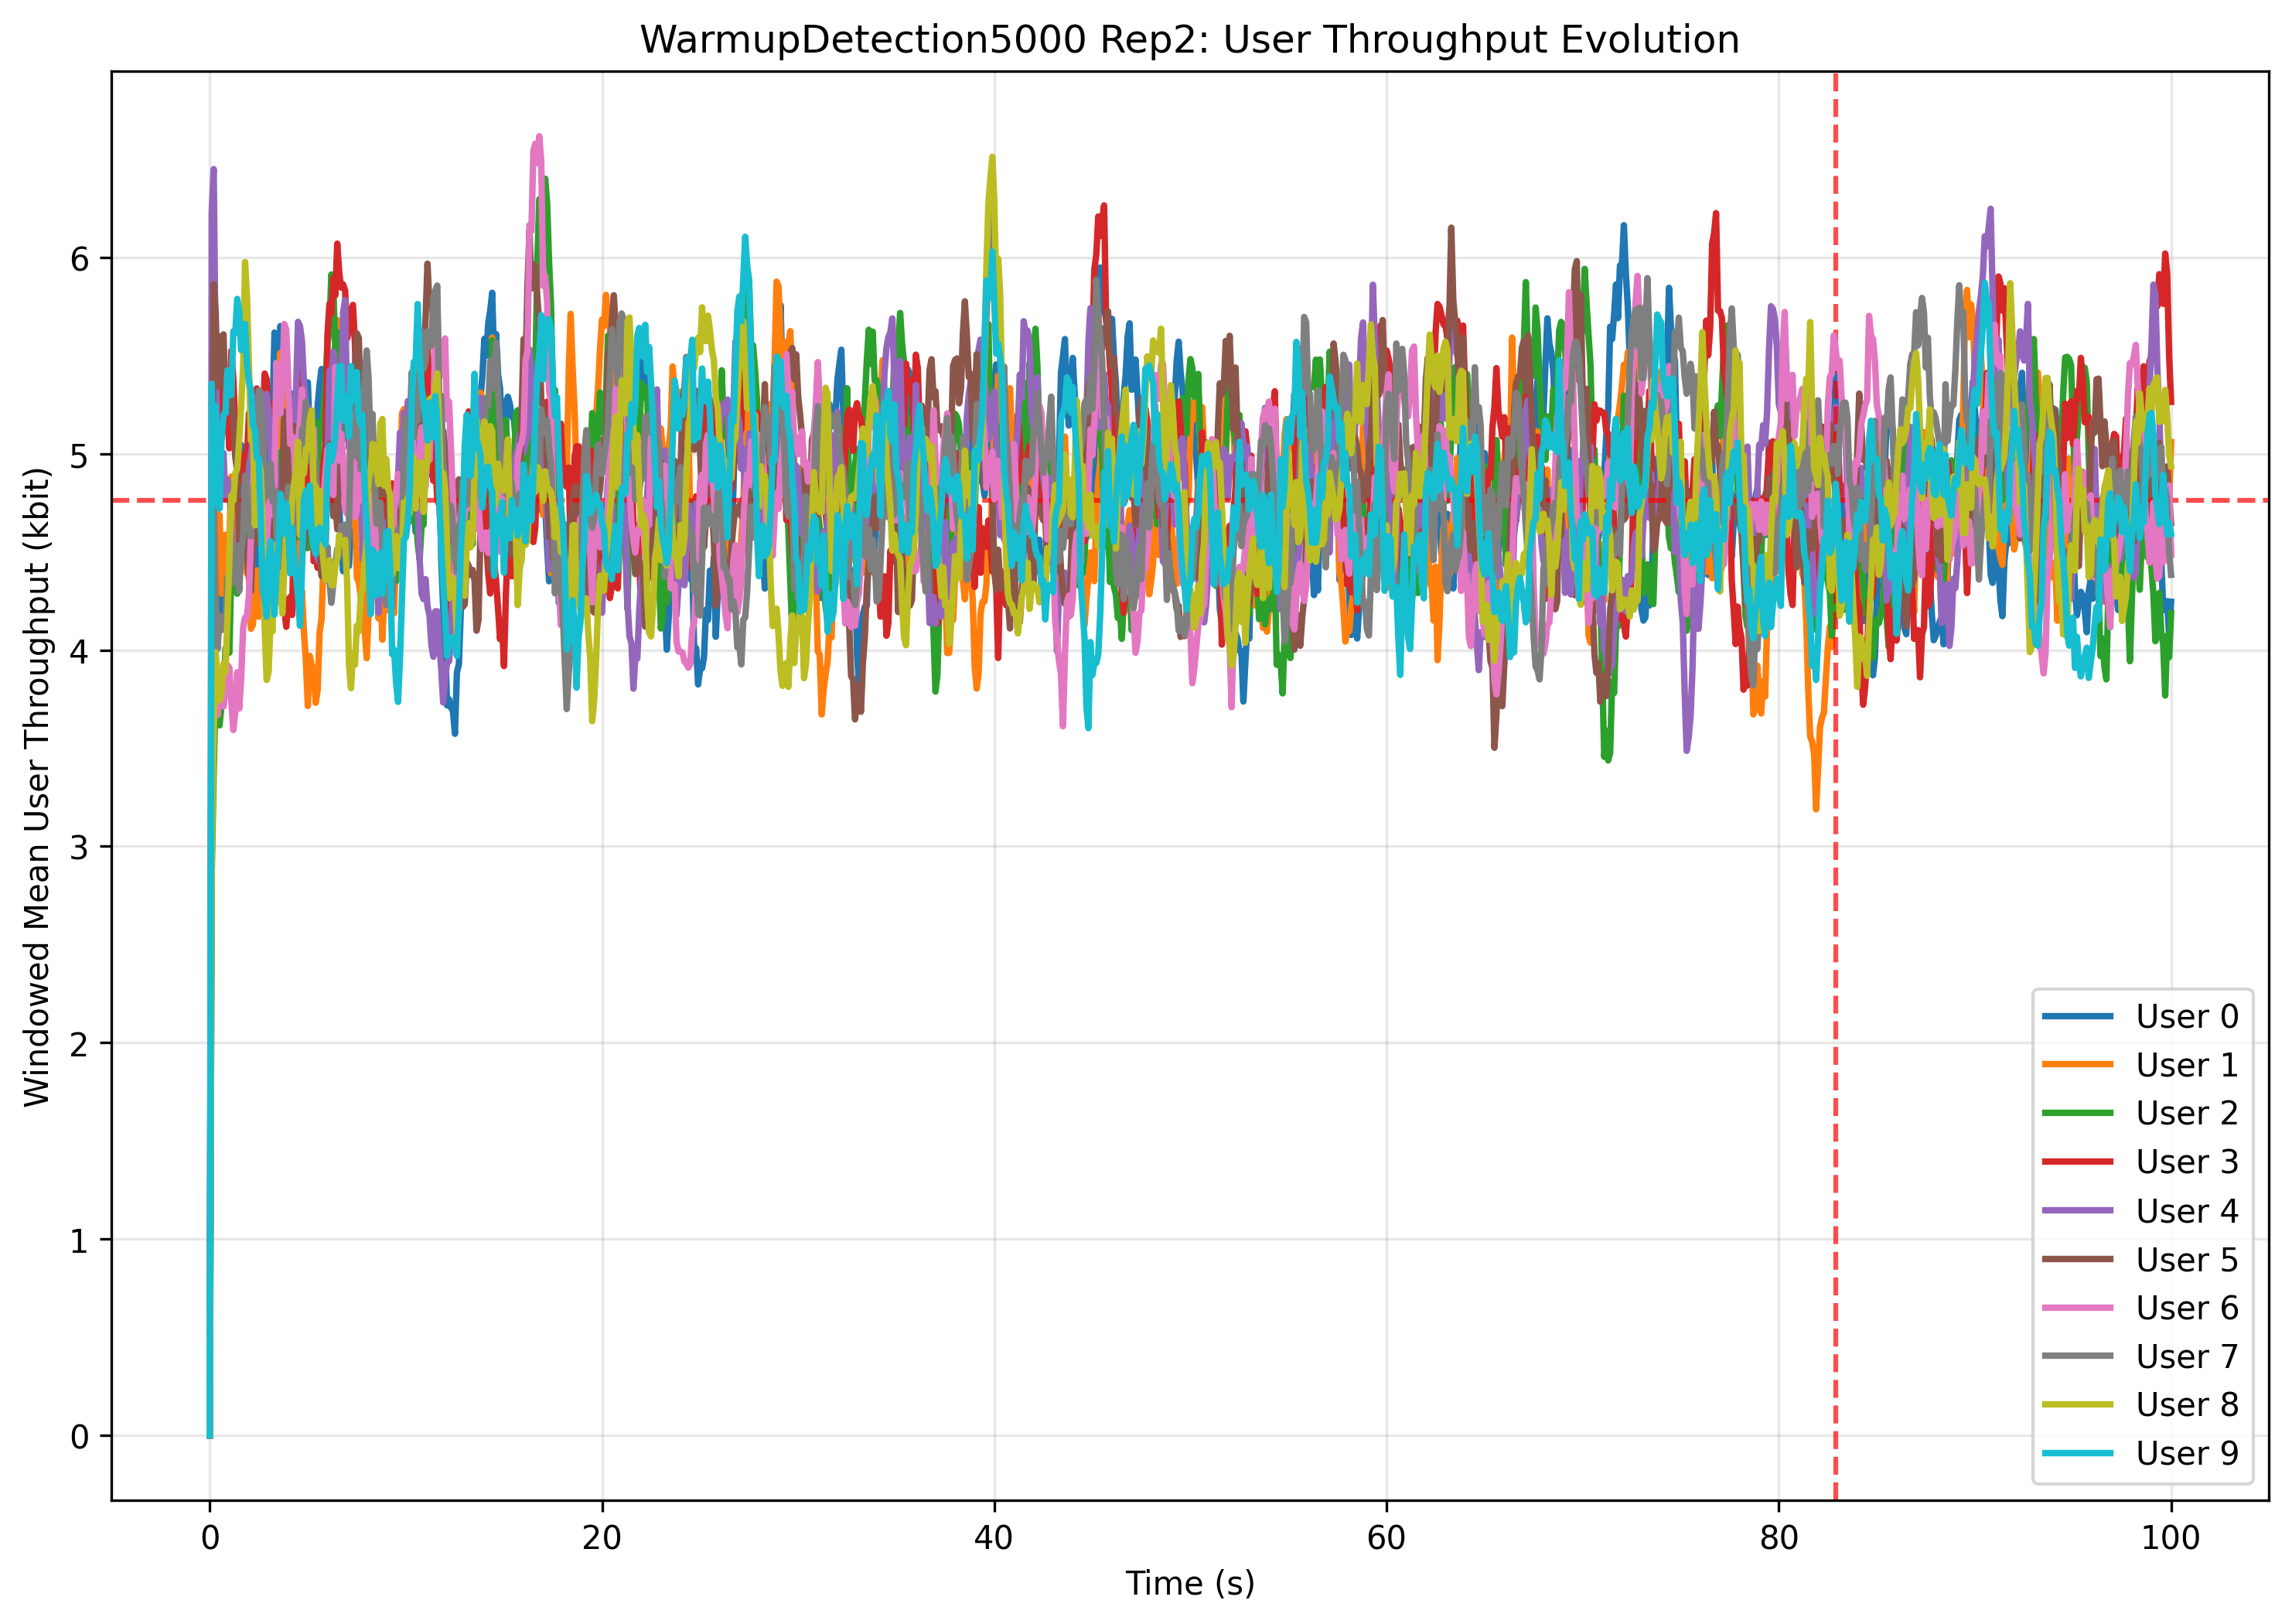 WarmupDetection5000 Rep2: User Throughput Evolution
Windowed Mean User Throughput (kbit)
6
5
4
3
2
1
0
0
20
40
60
80
100
Time (s)
User 0
User 1
User 2
User 3
User 4
User 5
User 6
User 7
User 8
User 9